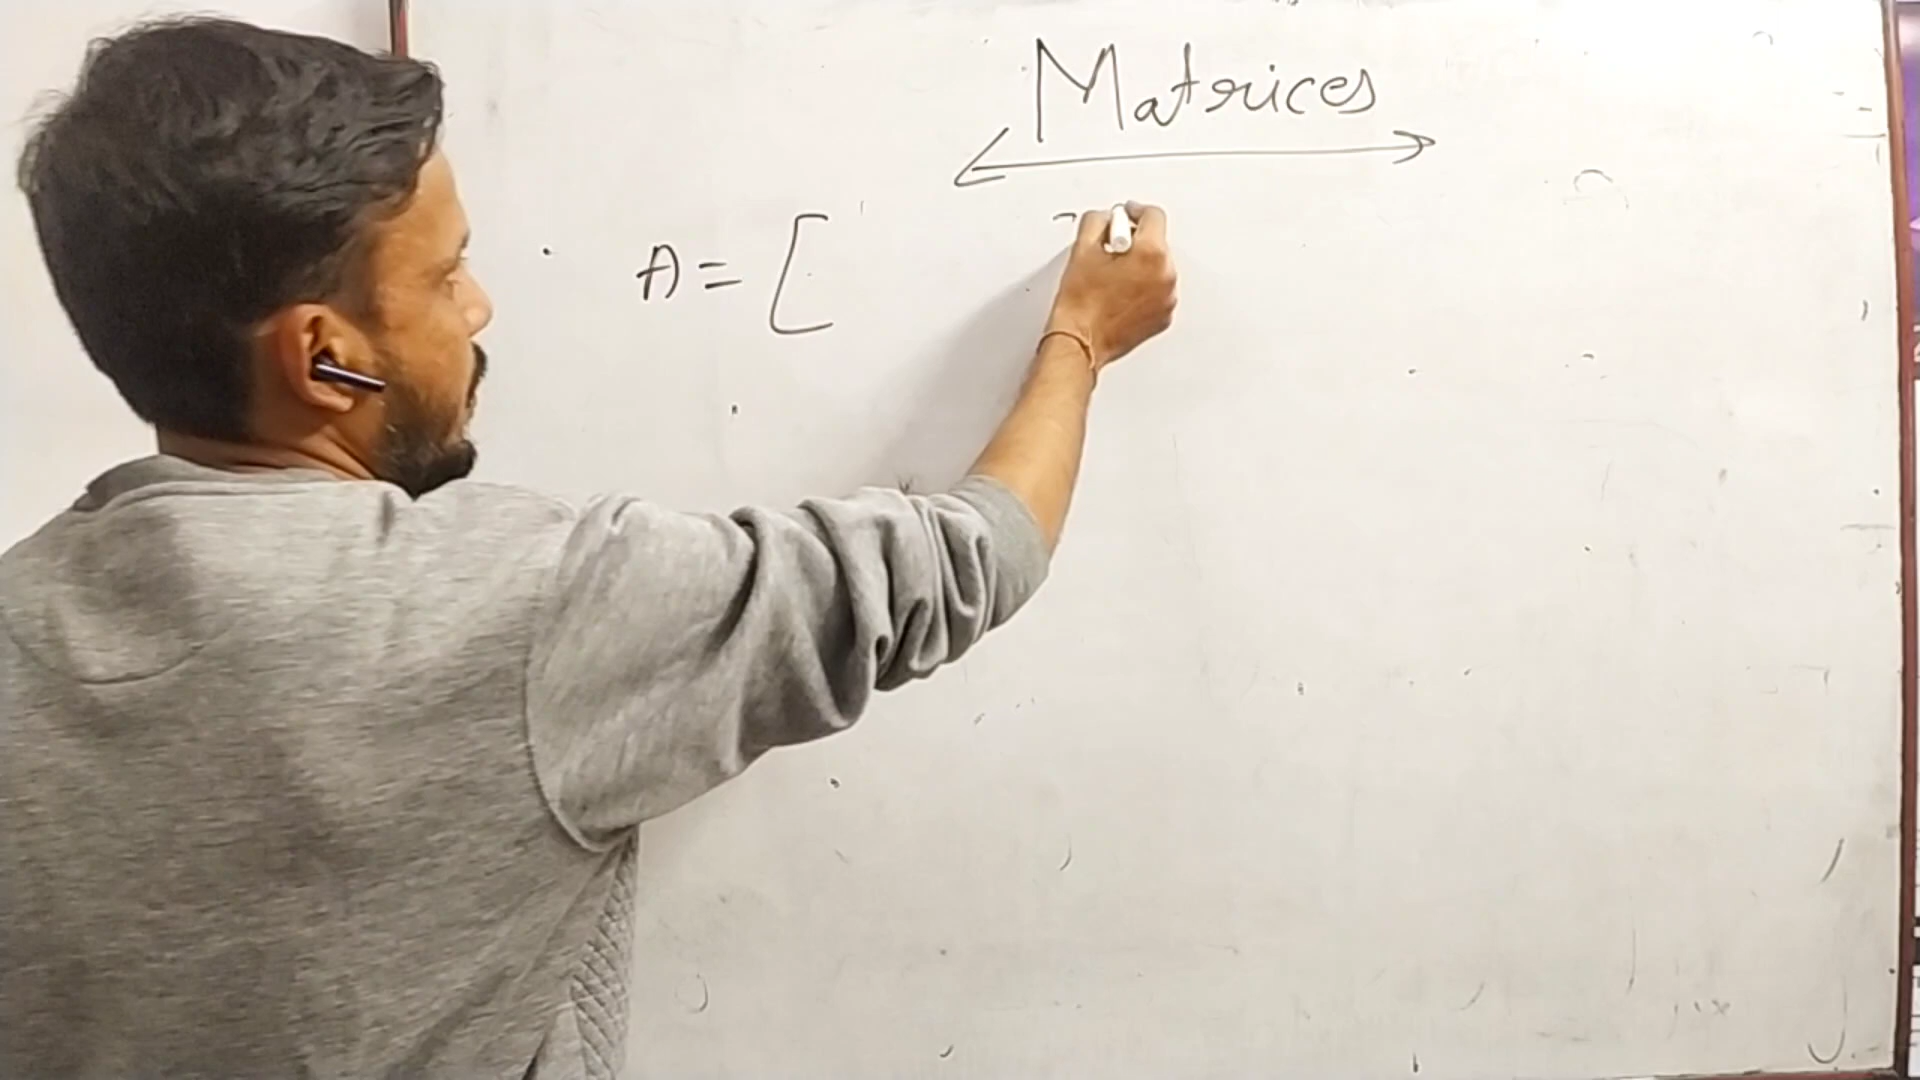 Matrices
A = [